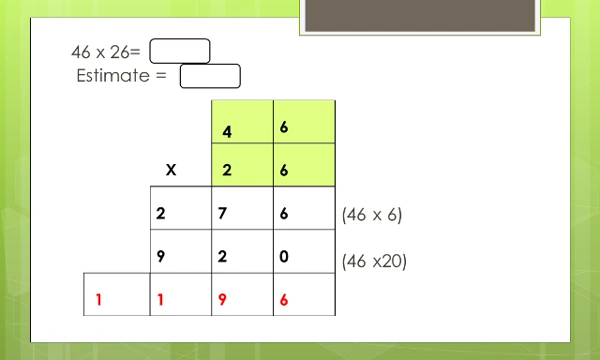 46 x 26=
Estimate =
4 6
X 2 6
2 7 6 (46 x 6)
9 2 0 (46 x20)
1 1 9 6